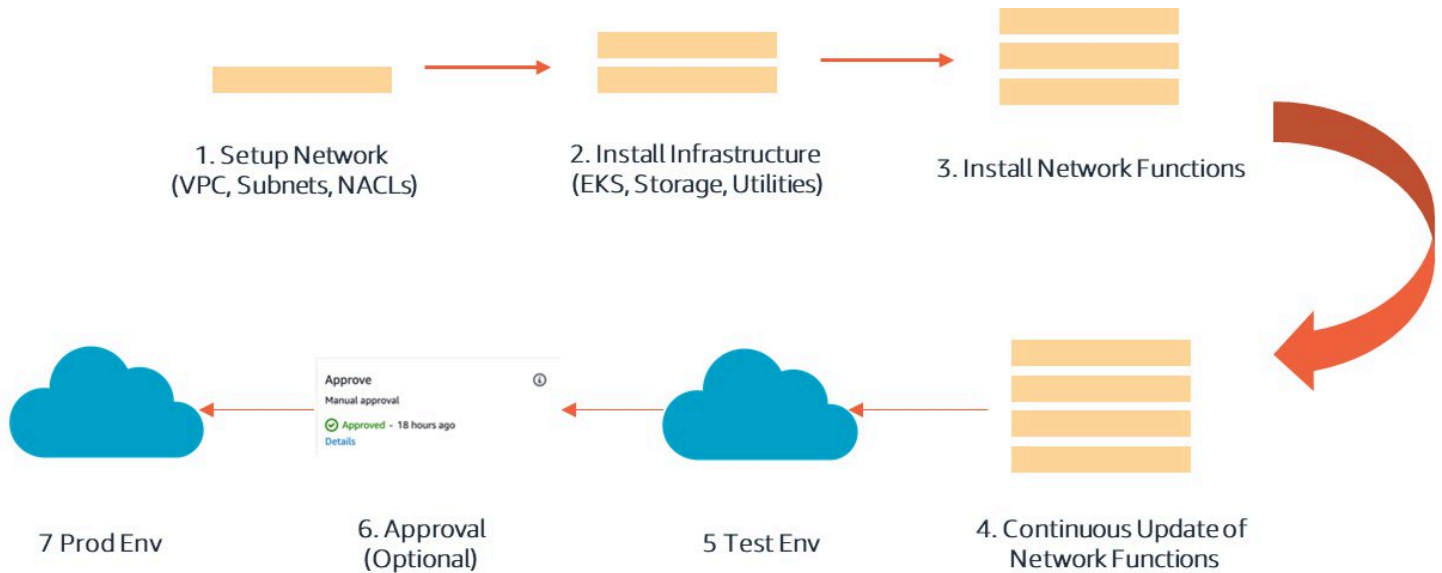 1. Setup Network
(VPC, Subnets, NACLs)
2. Install Infrastructure
(EKS, Storage, Utilities)
3. Install Network Functions
Approve
Manual approval
Approved - 18 hours ago
Details
7 Prod Env
6. Approval
(Optional)
5 Test Env
4. Continuous Update of
Network Functions